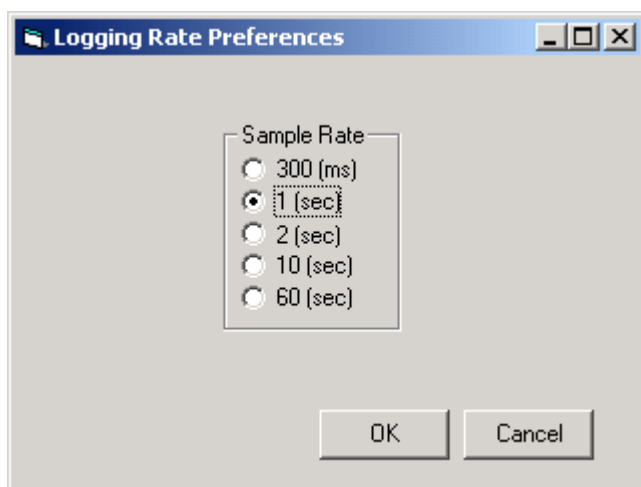 Logging Rate Preferences
Sample Rate
300 (ms)
1 (sec)
2 (sec)
10 (sec)
60 (sec)
OK Cancel